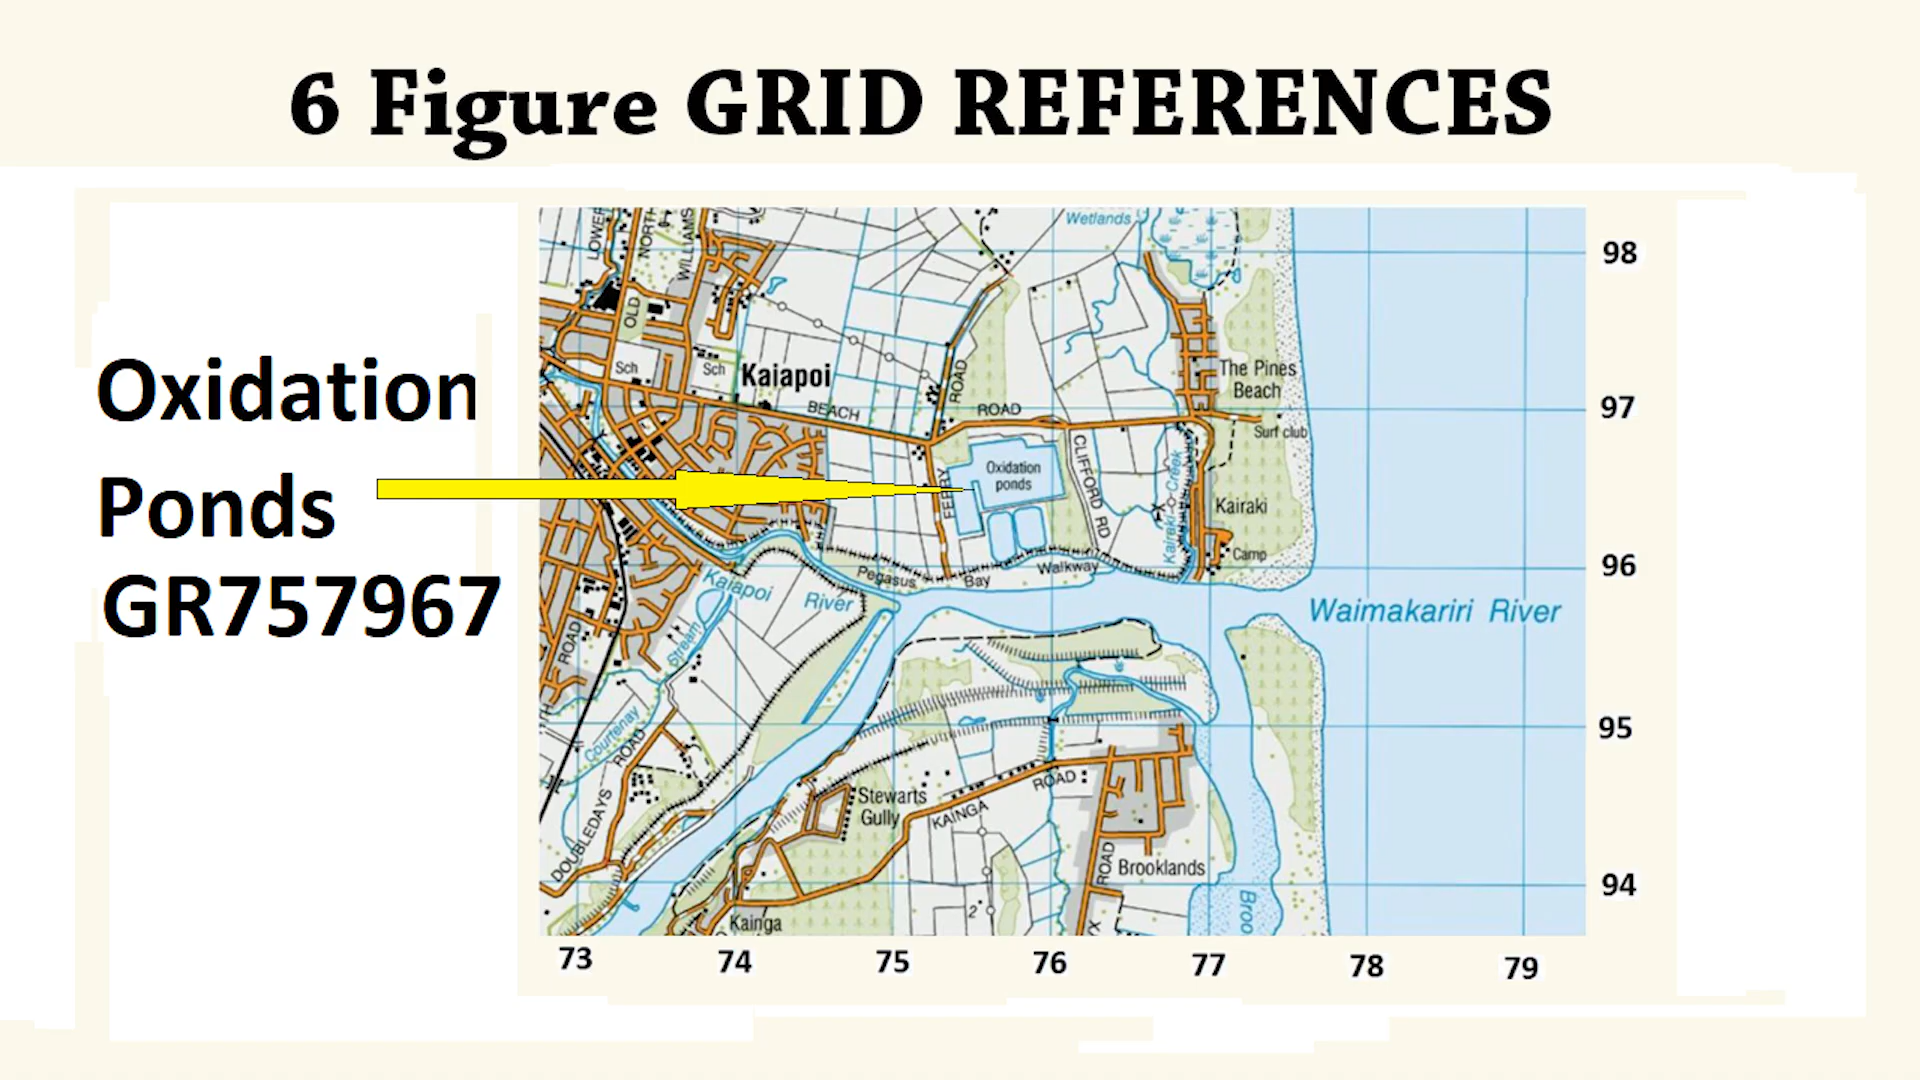 6 Figure GRID REFERENCES
Oxidation
Ponds
GR757967
Wetlands
LOWER
NORTH
WILLIAMS
OLD
Sch
Sch
Kaiapoi
BEACH
ROAD
ROAD
The Pines
Beach
Surf club
Oxidation
ponds
FERRY
CLIFFORD RD
Kairaki Creek
Kairaki
Camp
Pegasus
Bay
Walkway
Kaiapoi
River
Waimakariri River
ROAD
Stream
Courtenay
ROAD
DOUBLEDAYS
Stewarts
Gully
KAINGA
ROAD
ROAD
Brooklands
Kainga
2
Broo
98
97
96
95
94
73
74
75
76
77
78
79